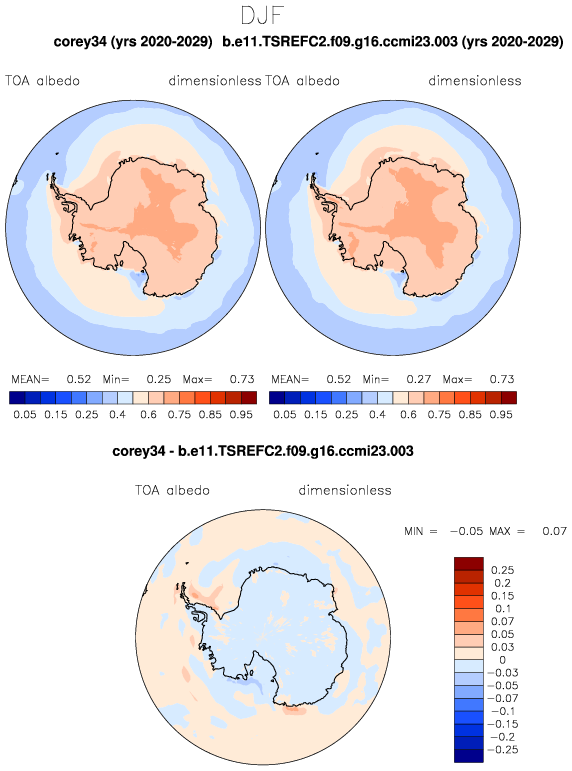 DJF
corey34 (yrs 2020-2029) b.e11.TSREFC2.f09.g16.ccmi23.003 (yrs 2020-2029)
TOA albedo dimensionless TOA albedo dimensionless
MEAN= 0.52 Min= 0.25 Max= 0.73 MEAN= 0.52 Min= 0.27 Max= 0.73
0.05 0.15 0.25 0.4 0.6 0.75 0.85 0.95 0.05 0.15 0.25 0.4 0.6 0.75 0.85 0.95
corey34 - b.e11.TSREFC2.f09.g16.ccmi23.003
TOA albedo dimensionless
MIN = -0.05 MAX = 0.07
0.25
0.2
0.15
0.1
0.07
0.05
0.03
0
-0.03
-0.05
-0.07
-0.1
-0.15
-0.2
-0.25